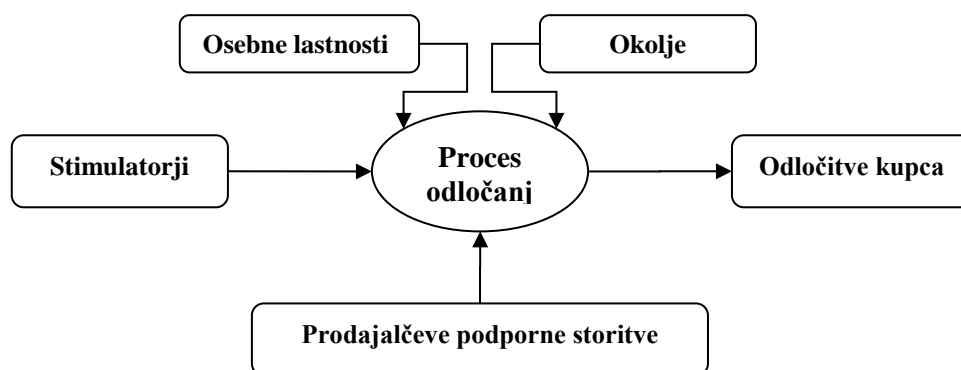 Osebne lastnosti
Okolje
Stimulatorji
Proces
odločanj
Odločitve kupca
Prodajalčeve podporne storitve